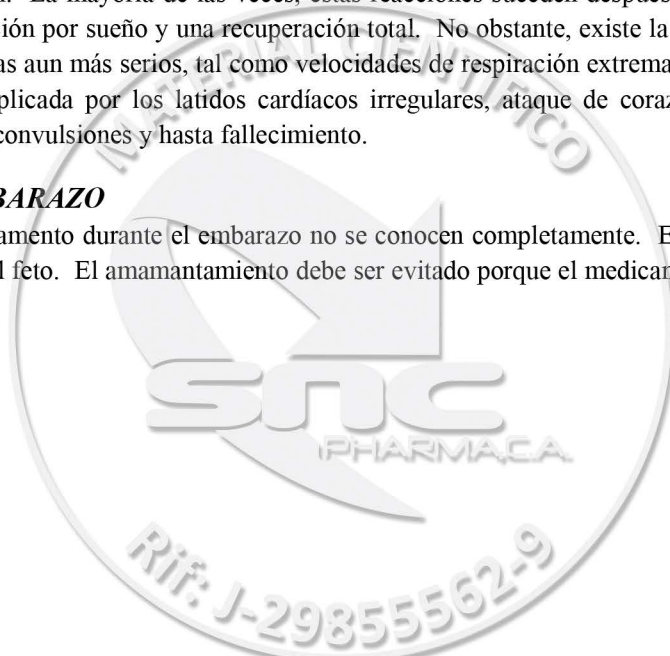 La mayoría de las veces, estas reacciones suceden después
ción por sueño y una recuperación total. No obstante, existe la
as aun más serios, tal como velocidades de respiración extrema
plicada por los latidos cardíacos irregulares, ataque de coraz
convulsiones y hasta fallecimiento.
BARAZO
amento durante el embarazo no se conocen completamente. E
l feto. El amamantamiento debe ser evitado porque el medicam
MATERIAL CIENTIFICO
SNC
PHARMA,C.A.
Rif: J-29855562-9